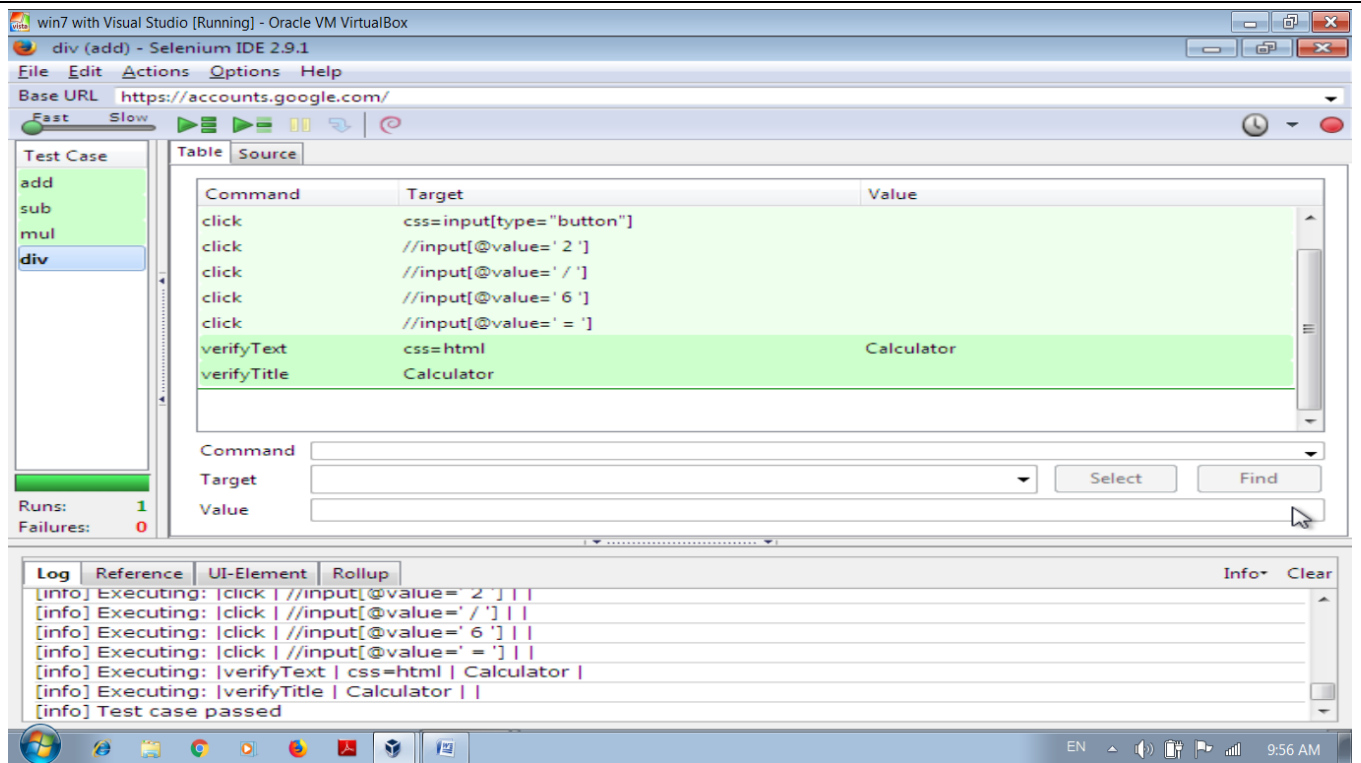 win7 with Visual Studio [Running] - Oracle VM VirtualBox
div (add) - Selenium IDE 2.9.1
File Edit Actions Options Help
Base URL https://accounts.google.com/
Fast Slow
Test Case
add
sub
mul
div
Runs: 1
Failures: 0
Table Source
Command Target Value
click css=input[type="button"]
click //input[@value=' 2 ']
click //input[@value=' / ']
click //input[@value=' 6 ']
click //input[@value=' = ']
verifyText css=html Calculator
verifyTitle Calculator
Command
Target Select Find
Value
Log Reference UI-Element Rollup Info Clear
[info] Executing: |click | //input[@value=' 2 '] | |
[info] Executing: |click | //input[@value=' / '] | |
[info] Executing: |click | //input[@value=' 6 '] | |
[info] Executing: |click | //input[@value=' = '] | |
[info] Executing: |verifyText | css=html | Calculator |
[info] Executing: |verifyTitle | Calculator | |
[info] Test case passed
EN 9:56 AM